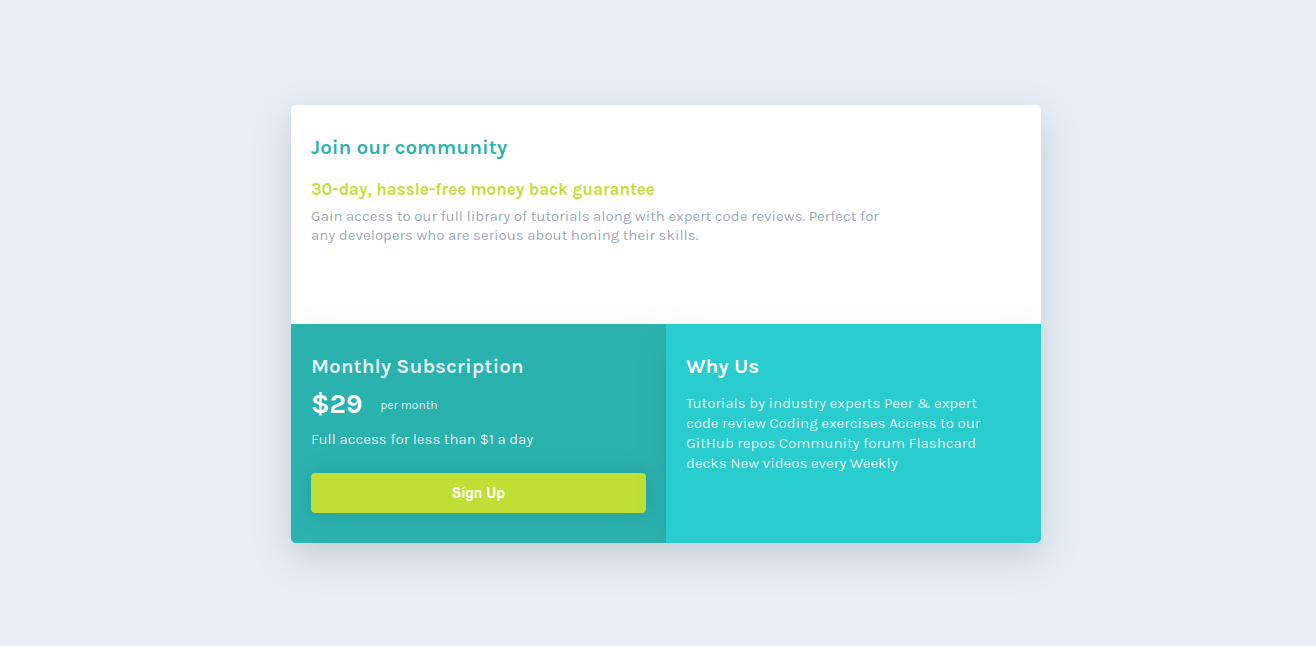 Join our community
30-day, hassle-free money back guarantee
Gain access to our full library of tutorials along with expert code reviews. Perfect for
any developers who are serious about honing their skills.
Monthly Subscription
$29 per month
Full access for less than $1 a day
Sign Up
Why Us
Tutorials by industry experts Peer & expert
code review Coding exercises Access to our
GitHub repos Community forum Flashcard
decks New videos every Weekly